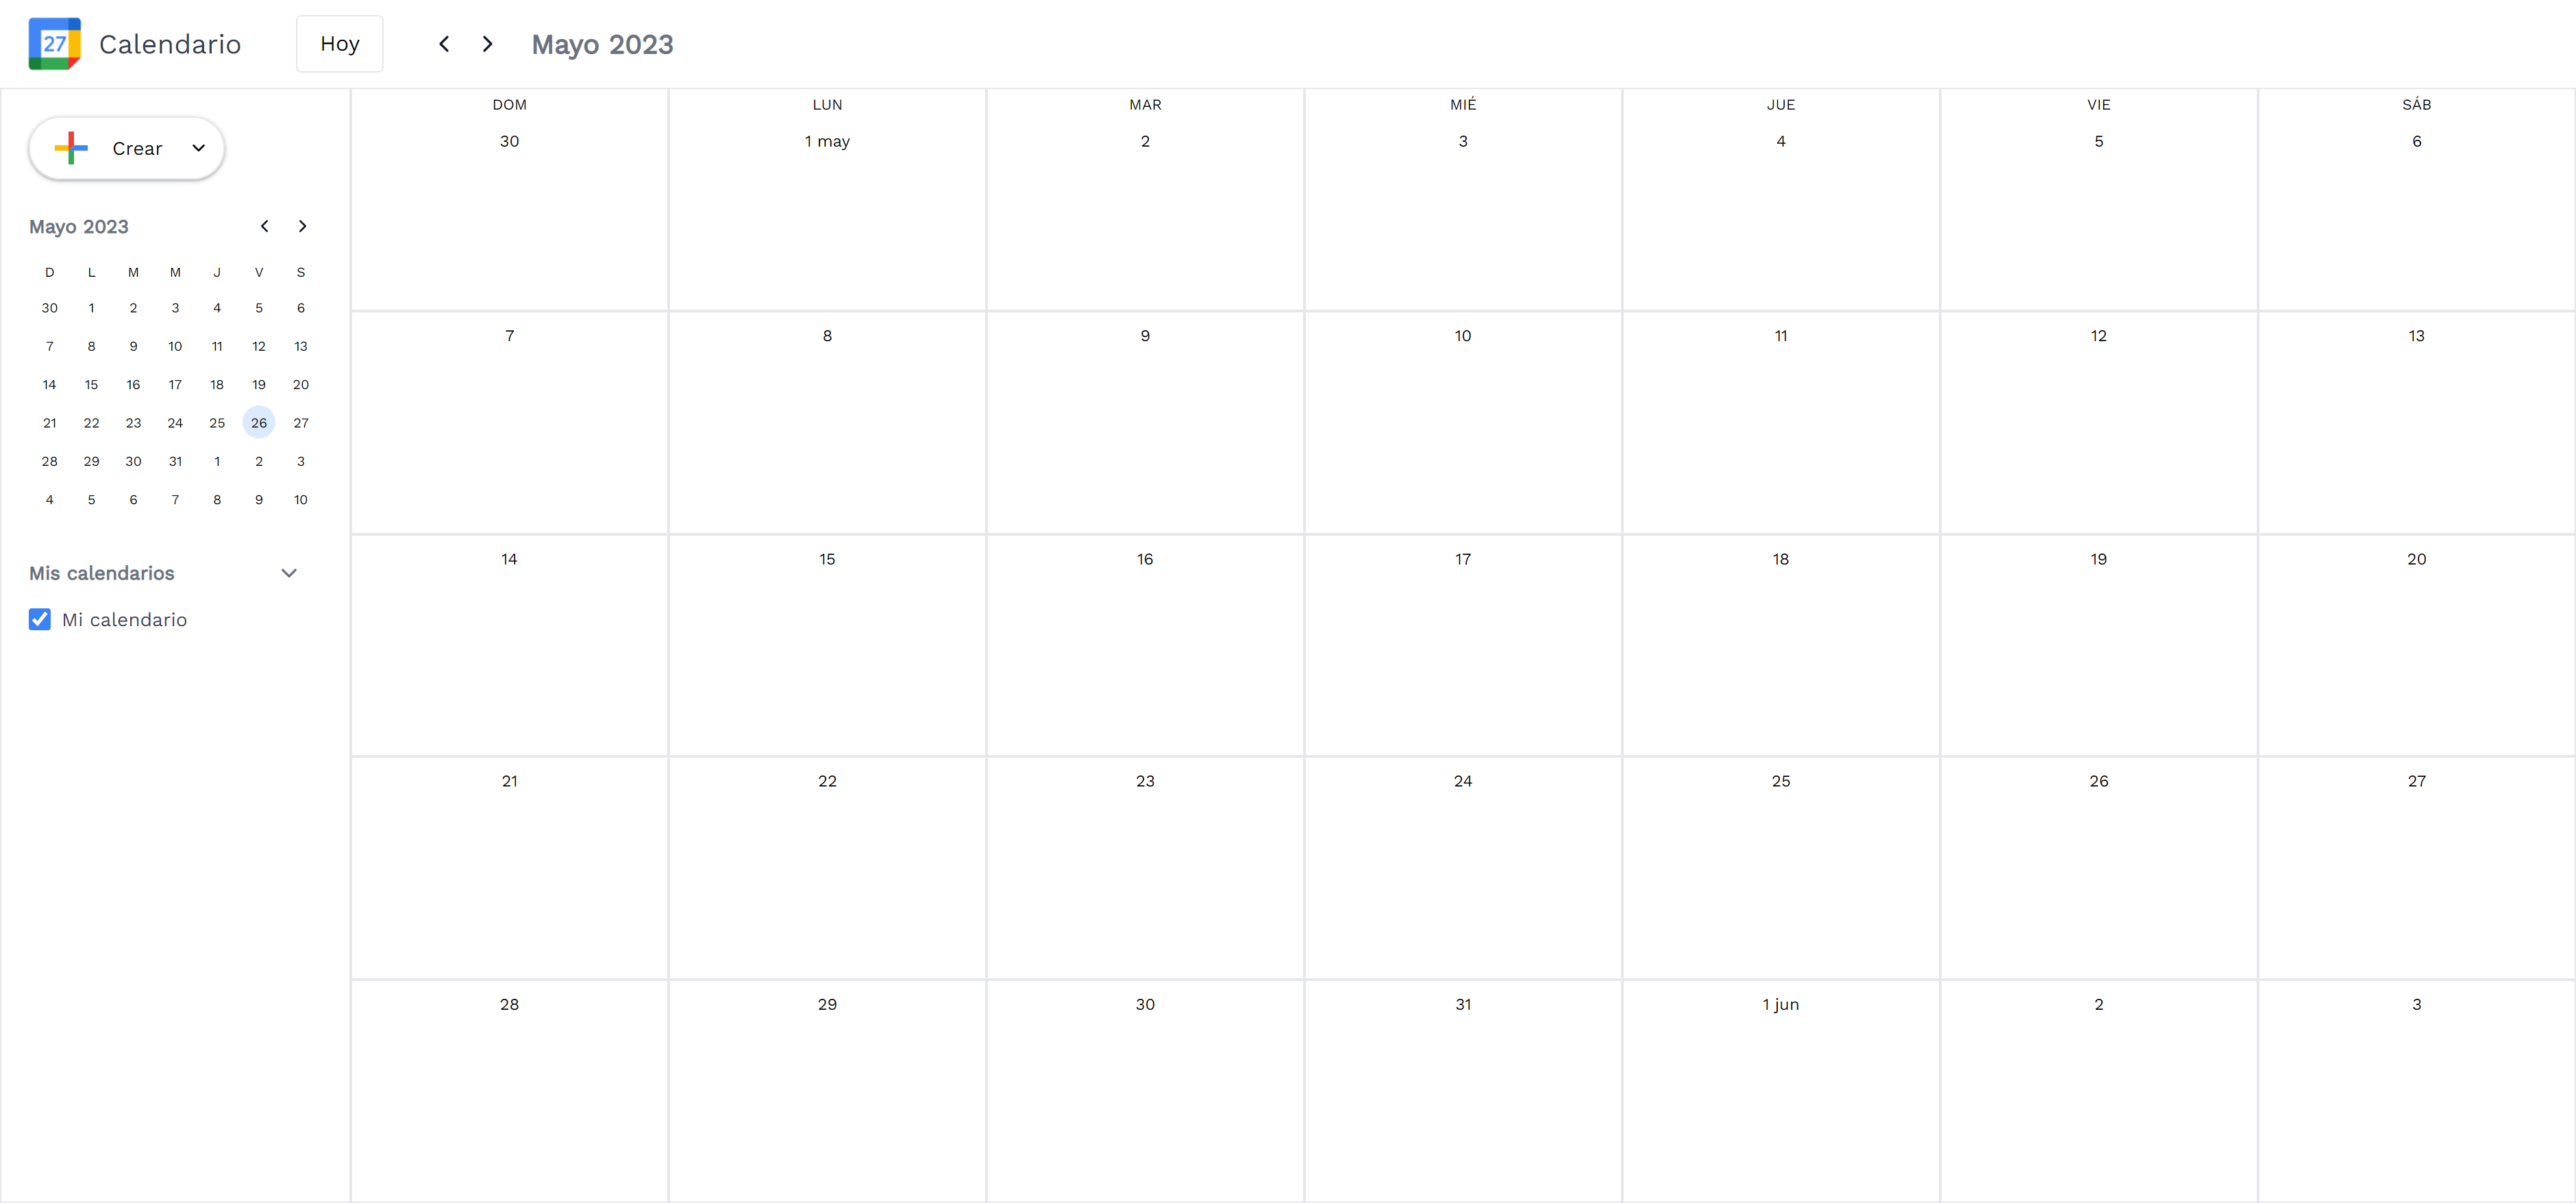 27 Calendario Hoy Mayo 2023
Crear
Mayo 2023
D L M M J V S
30 1 2 3 4 5 6
7 8 9 10 11 12 13
14 15 16 17 18 19 20
21 22 23 24 25 26 27
28 29 30 31 1 2 3
4 5 6 7 8 9 10
Mis calendarios
Mi calendario
DOM LUN MAR MIÉ JUE VIE SÁB
30 1 may 2 3 4 5 6
7 8 9 10 11 12 13
14 15 16 17 18 19 20
21 22 23 24 25 26 27
28 29 30 31 1 jun 2 3